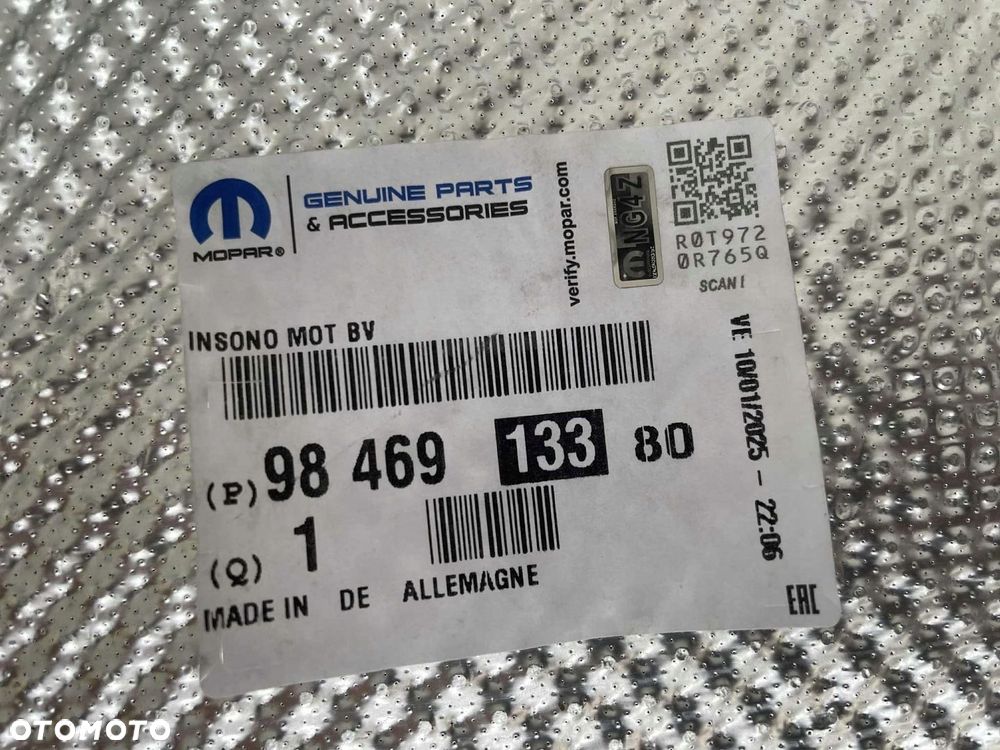 MOPAR®
GENUINE PARTS
& ACCESSORIES
verify.mopar.com
NG4Z
R0T972
0R765Q
SCAN!
INSONO MOT BV
(P) 98 469 133 80
(Q) 1
MADE IN DE ALLEMAGNE
VE 10/01/2025 - 22:06
EAC
OTOMOTO